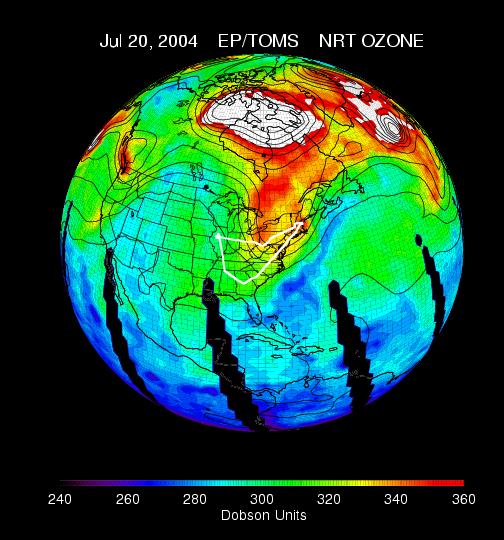 Jul 20, 2004 EP/TOMS NRT OZONE
240 260 280 300 320 340 360
Dobson Units